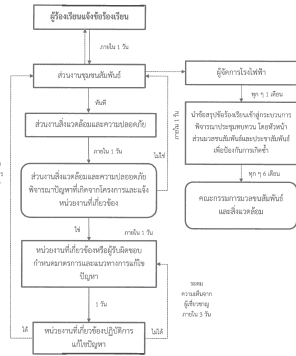 ผู้ร้องเรียนแจ้งข้อร้องเรียน
ภายใน 1 วัน
ส่วนงานชุมชนสัมพันธ์
ผู้จัดการโรงไฟฟ้า
ทันที
ทุก ๆ 1 เดือน
ส่วนงานสิ่งแวดล้อมและความปลอดภัย
ภายใน 1 วัน
นำข้อสรุปข้อร้องเรียนเข้าสู่กระบวนการ
พิจารณาประชุมทบทวน โดยหัวหน้า
ส่วนมวลชนสัมพันธ์และประชาสัมพันธ์
เพื่อป้องกันการเกิดซ้ำ
ภายใน 1 วัน
ไม่ใช่
ส่วนงานสิ่งแวดล้อมและความปลอดภัย
พิจารณาปัญหาที่เกิดจากโครงการและแจ้ง
หน่วยงานที่เกี่ยวข้อง
ทุก ๆ 6 เดือน
คณะกรรมการมวลชนสัมพันธ์
และสิ่งแวดล้อม
ใช่
ภายใน 1 วัน
หน่วยงานที่เกี่ยวข้องหรือผู้รับผิดชอบ
กำหนดมาตรการและแนวทางการแก้ไข
ปัญหา
ระดม
ความเห็นจาก
ผู้เชี่ยวชาญ
ภายใน 3 วัน
1 วัน
ได้
หน่วยงานที่เกี่ยวข้องปฏิบัติการ
แก้ไขปัญหา
ไม่ได้